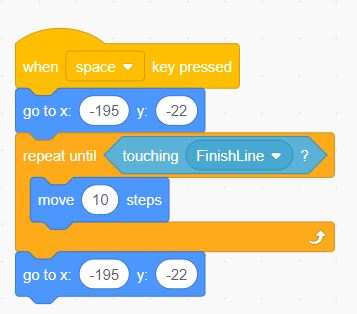 when space key pressed
go to x: -195 y: -22
repeat until touching FinishLine ?
move 10 steps
go to x: -195 y: -22